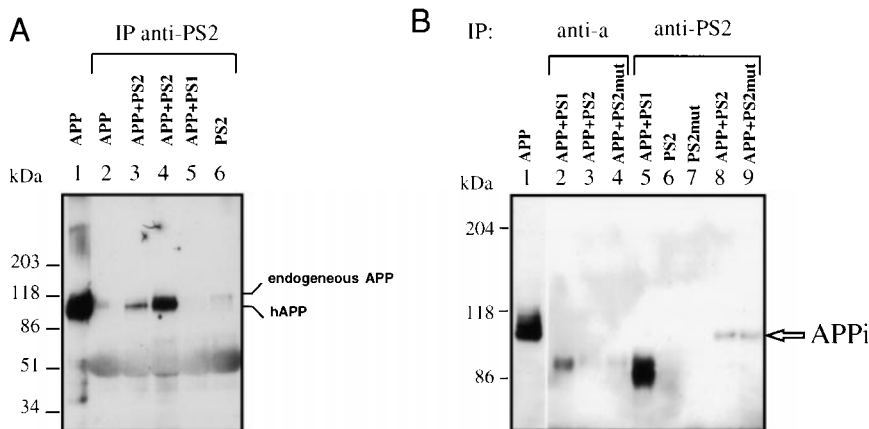 A
IP anti-PS2
APP
APP
APP+PS2
APP+PS2
APP+PS1
PS2
kDa
1 2 3 4 5 6
203
118
86
51
34
endogeneous APP
hAPP
B
IP:
anti-a
anti-PS2
APP
APP+PS1
APP+PS2
APP+PS2mut
APP+PS1
PS2
PS2mut
APP+PS2
APP+PS2mut
kDa
1 2 3 4 5 6 7 8 9
204
118
86
APPi